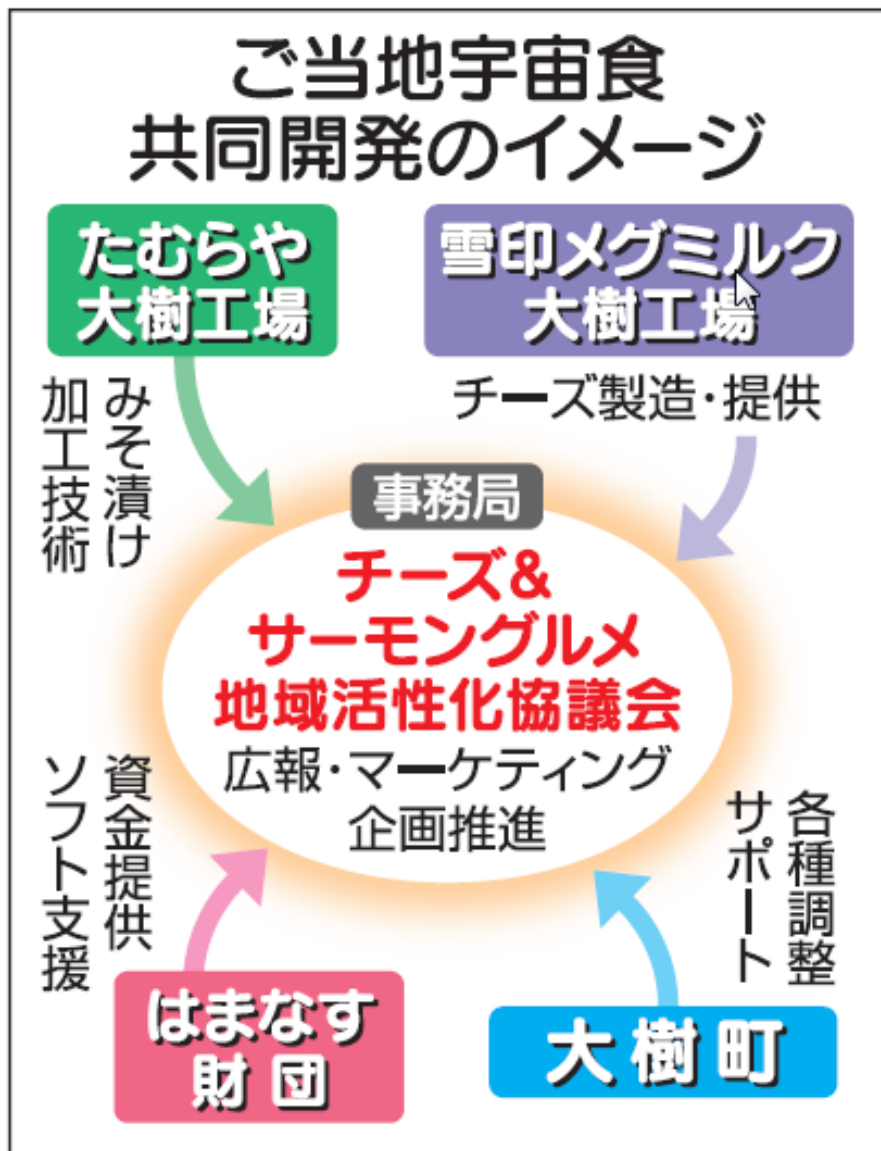 ご当地宇宙食
共同開発のイメージ
たむらや
大樹工場
みそ漬け
加工技術
雪印メグミルク
大樹工場
チーズ製造・提供
事務局
チーズ&
サーモングルメ
地域活性化協議会
広報・マーケティング
企画推進
資金提供
ソフト支援
はまなす
財団
各種調整
サポート
大樹町